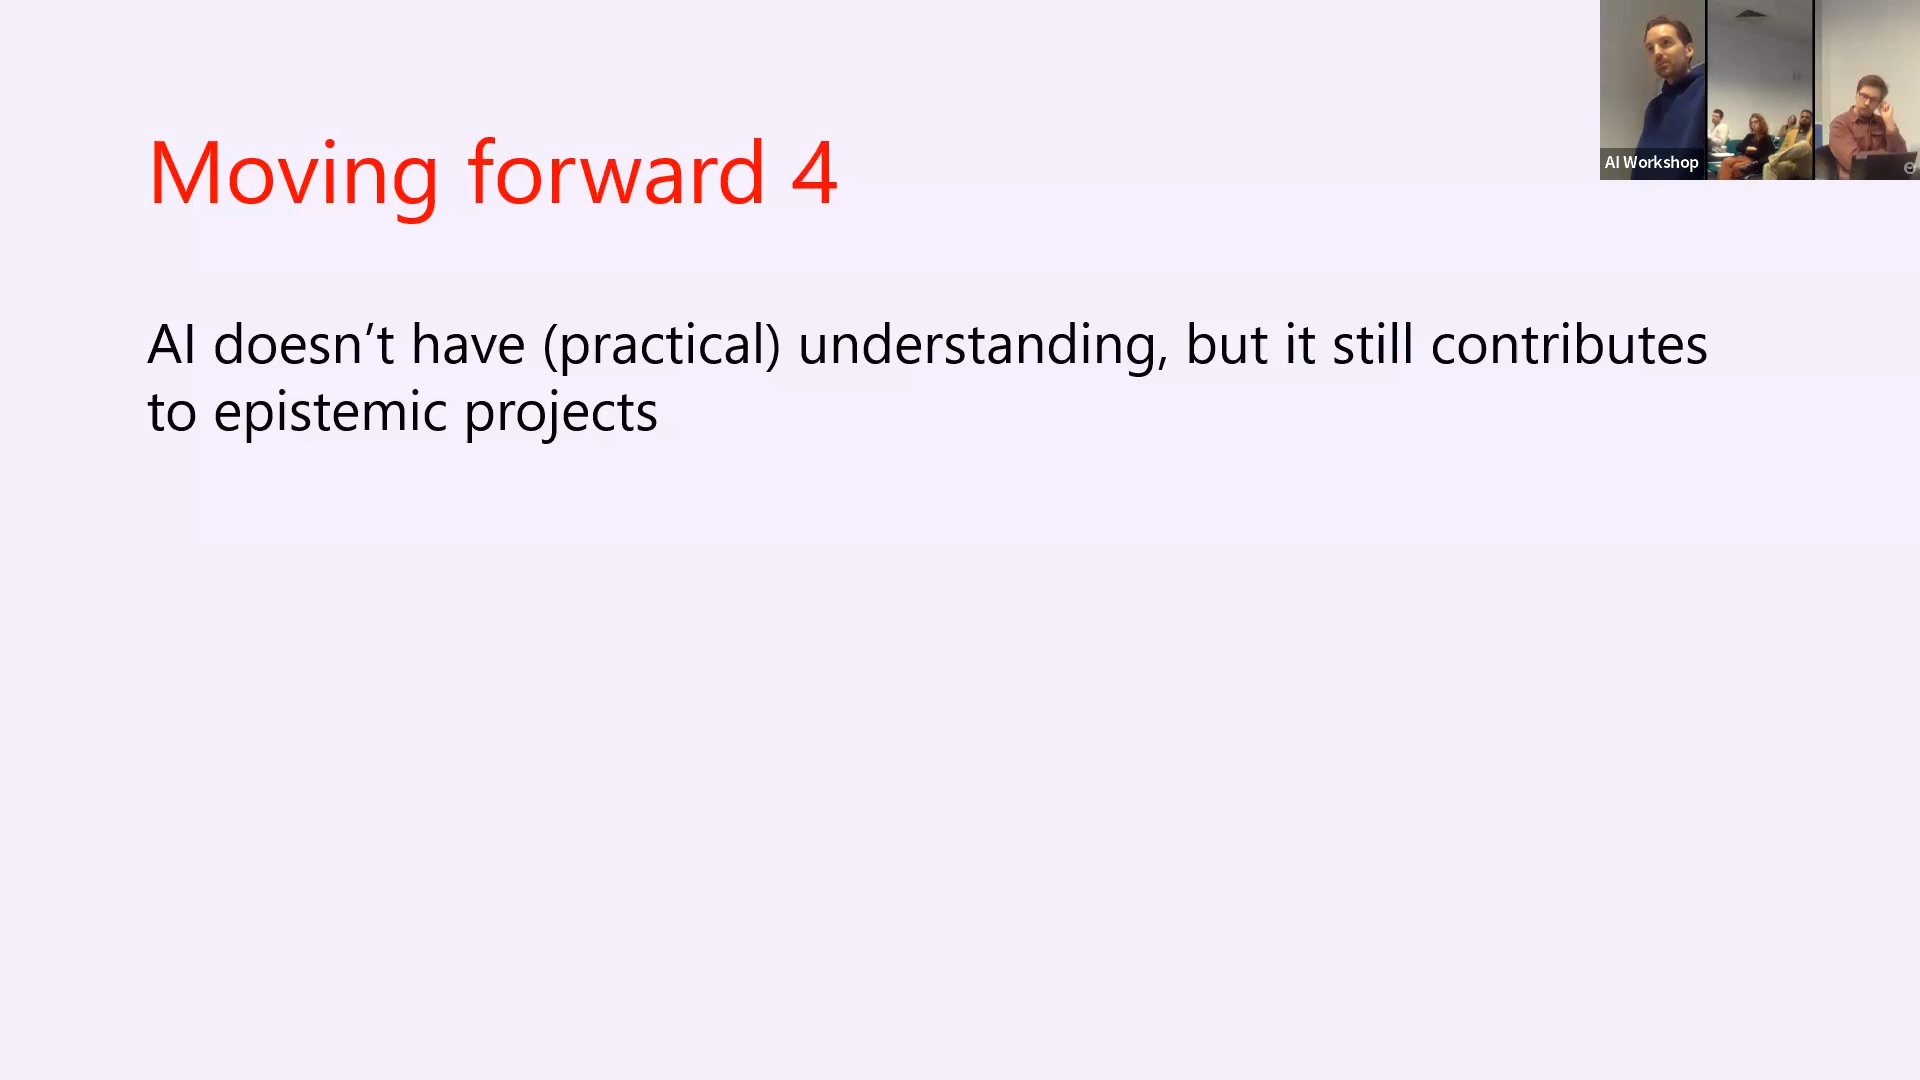 Moving forward 4
AI doesn’t have (practical) understanding, but it still contributes
to epistemic projects
AI Workshop